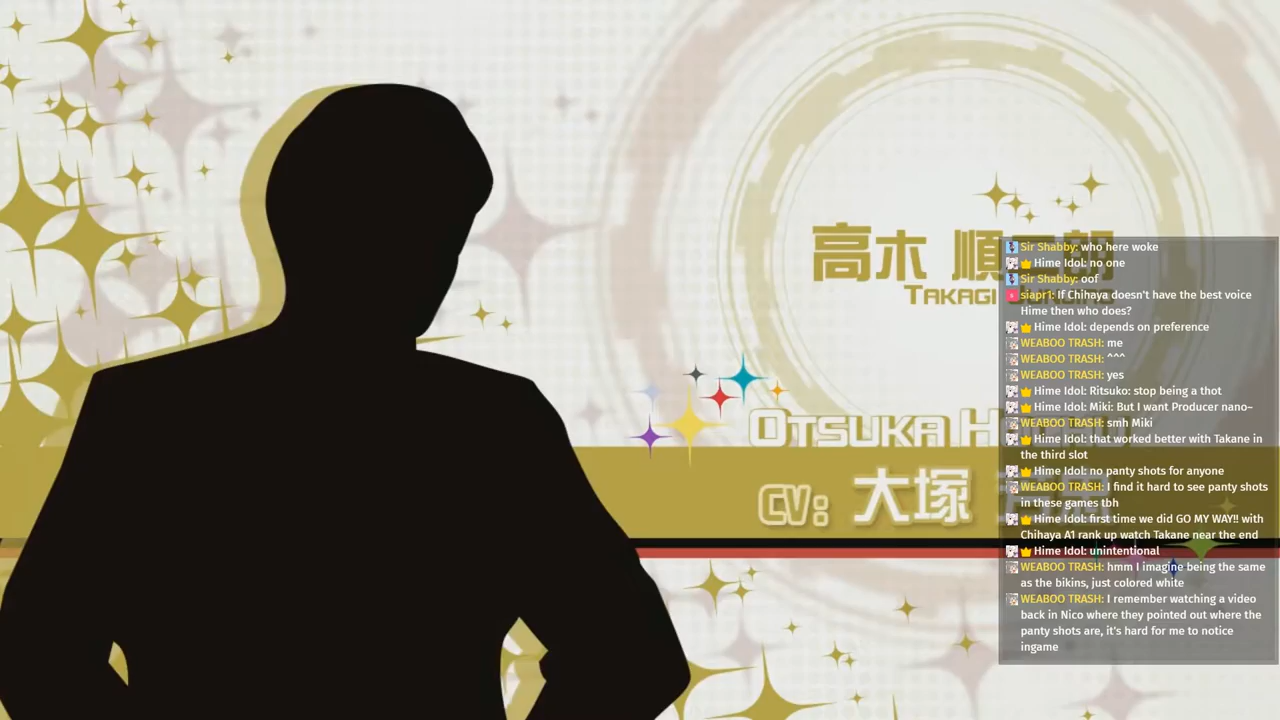 高木 順
TAKAGI
OTSUKA H
CV: 大塚
Sir Shabby: who here woke
Hime Idol: no one
Sir Shabby: oof
siapr1: If Chihaya doesn't have the best voice
Hime then who does?
Hime Idol: depends on preference
WEABOO TRASH: me
WEABOO TRASH: ^^^
WEABOO TRASH: yes
Hime Idol: Ritsuko: stop being a thot
Hime Idol: Miki: But I want Producer nano~
WEABOO TRASH: smh Miki
Hime Idol: that worked better with Takane in
the third slot
Hime Idol: no panty shots for anyone
WEABOO TRASH: I find it hard to see panty shots
in these games tbh
Hime Idol: first time we did GO MY WAY!! with
Chihaya A1 rank up watch Takane near the end
Hime Idol: unintentional
WEABOO TRASH: hmm I imagine being the same
as the bikins, just colored white
WEABOO TRASH: I remember watching a video
back in Nico where they pointed out where the
panty shots are, it's hard for me to notice
ingame